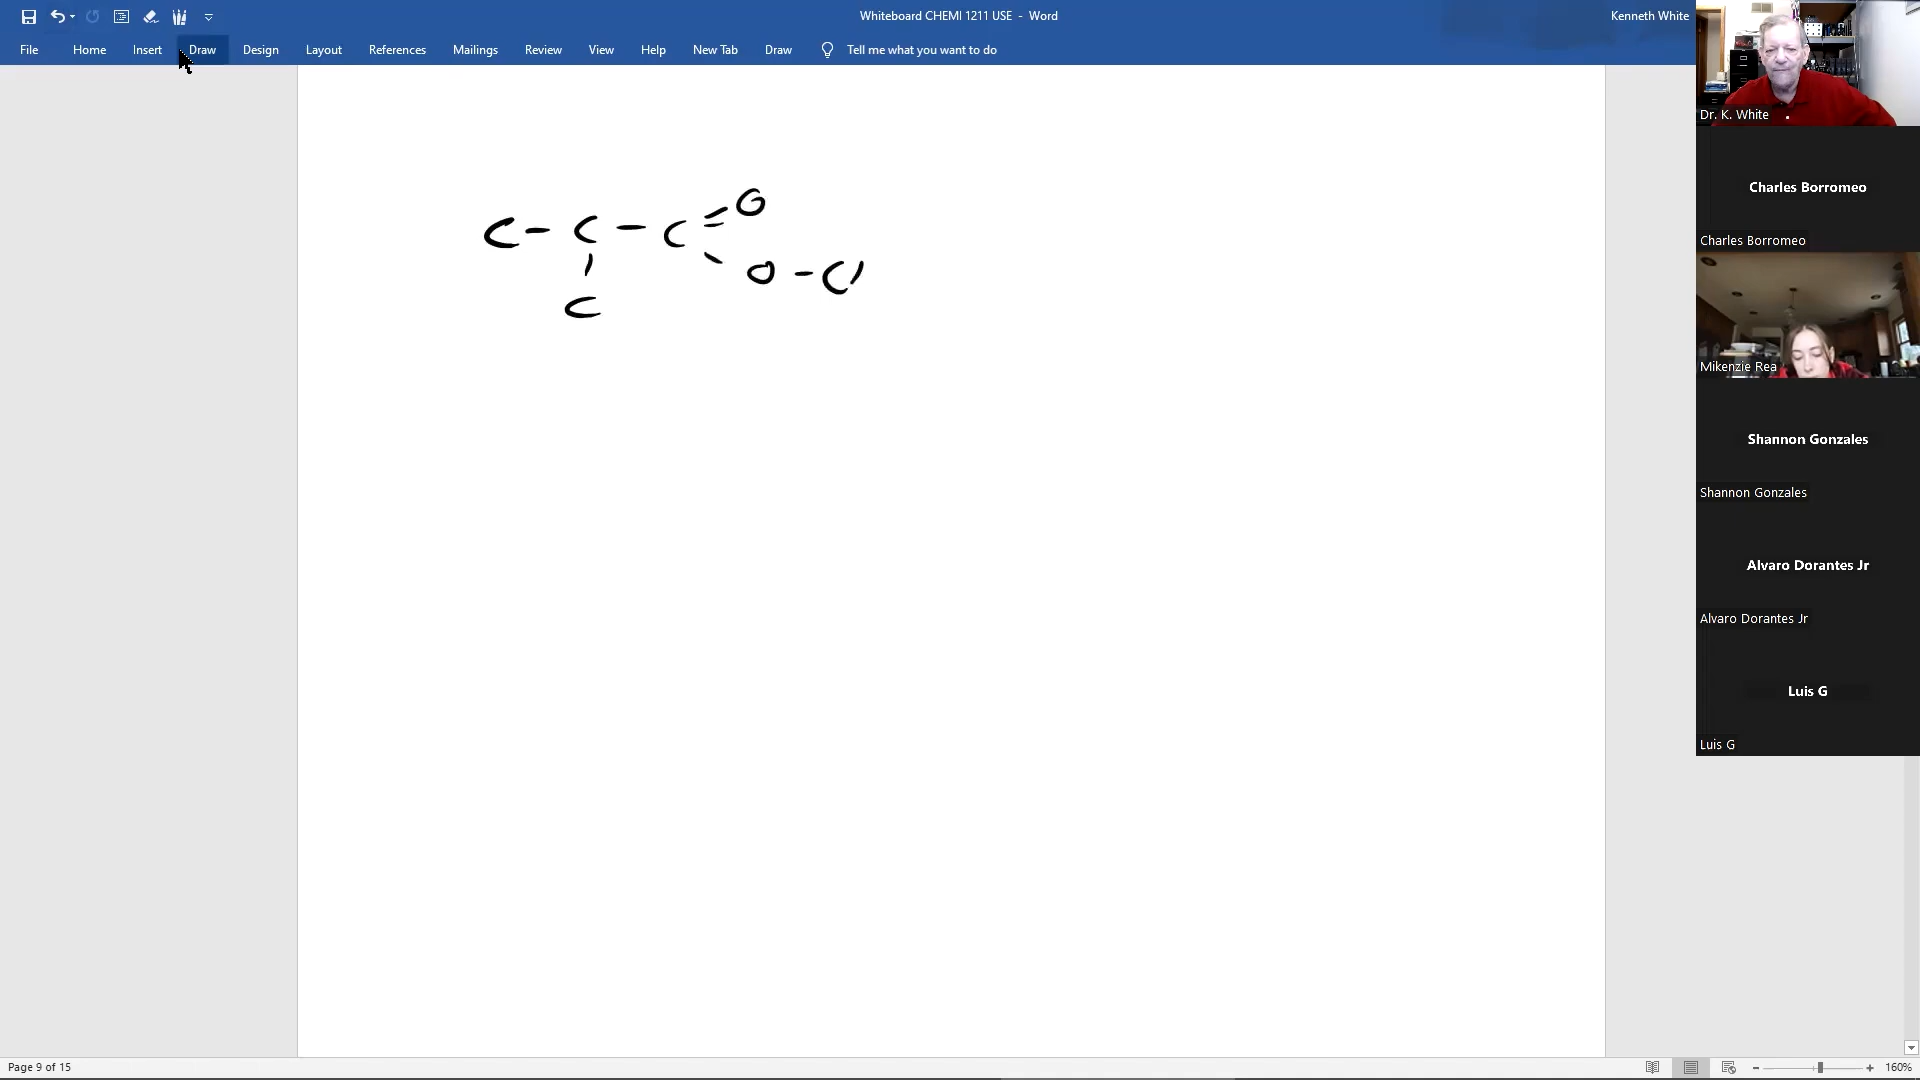 Whiteboard CHEMI 1211 USE - Word
Kenneth White
File Home Insert Draw Design Layout References Mailings Review View Help New Tab Draw Tell me what you want to do
Dr. K. White
Charles Borromeo
Charles Borromeo
Mikenzie Rea
Shannon Gonzales
Shannon Gonzales
Alvaro Dorantes Jr
Alvaro Dorantes Jr
Luis G
Luis G
C - C - C = O
O - Cl
C
Page 9 of 15
160%